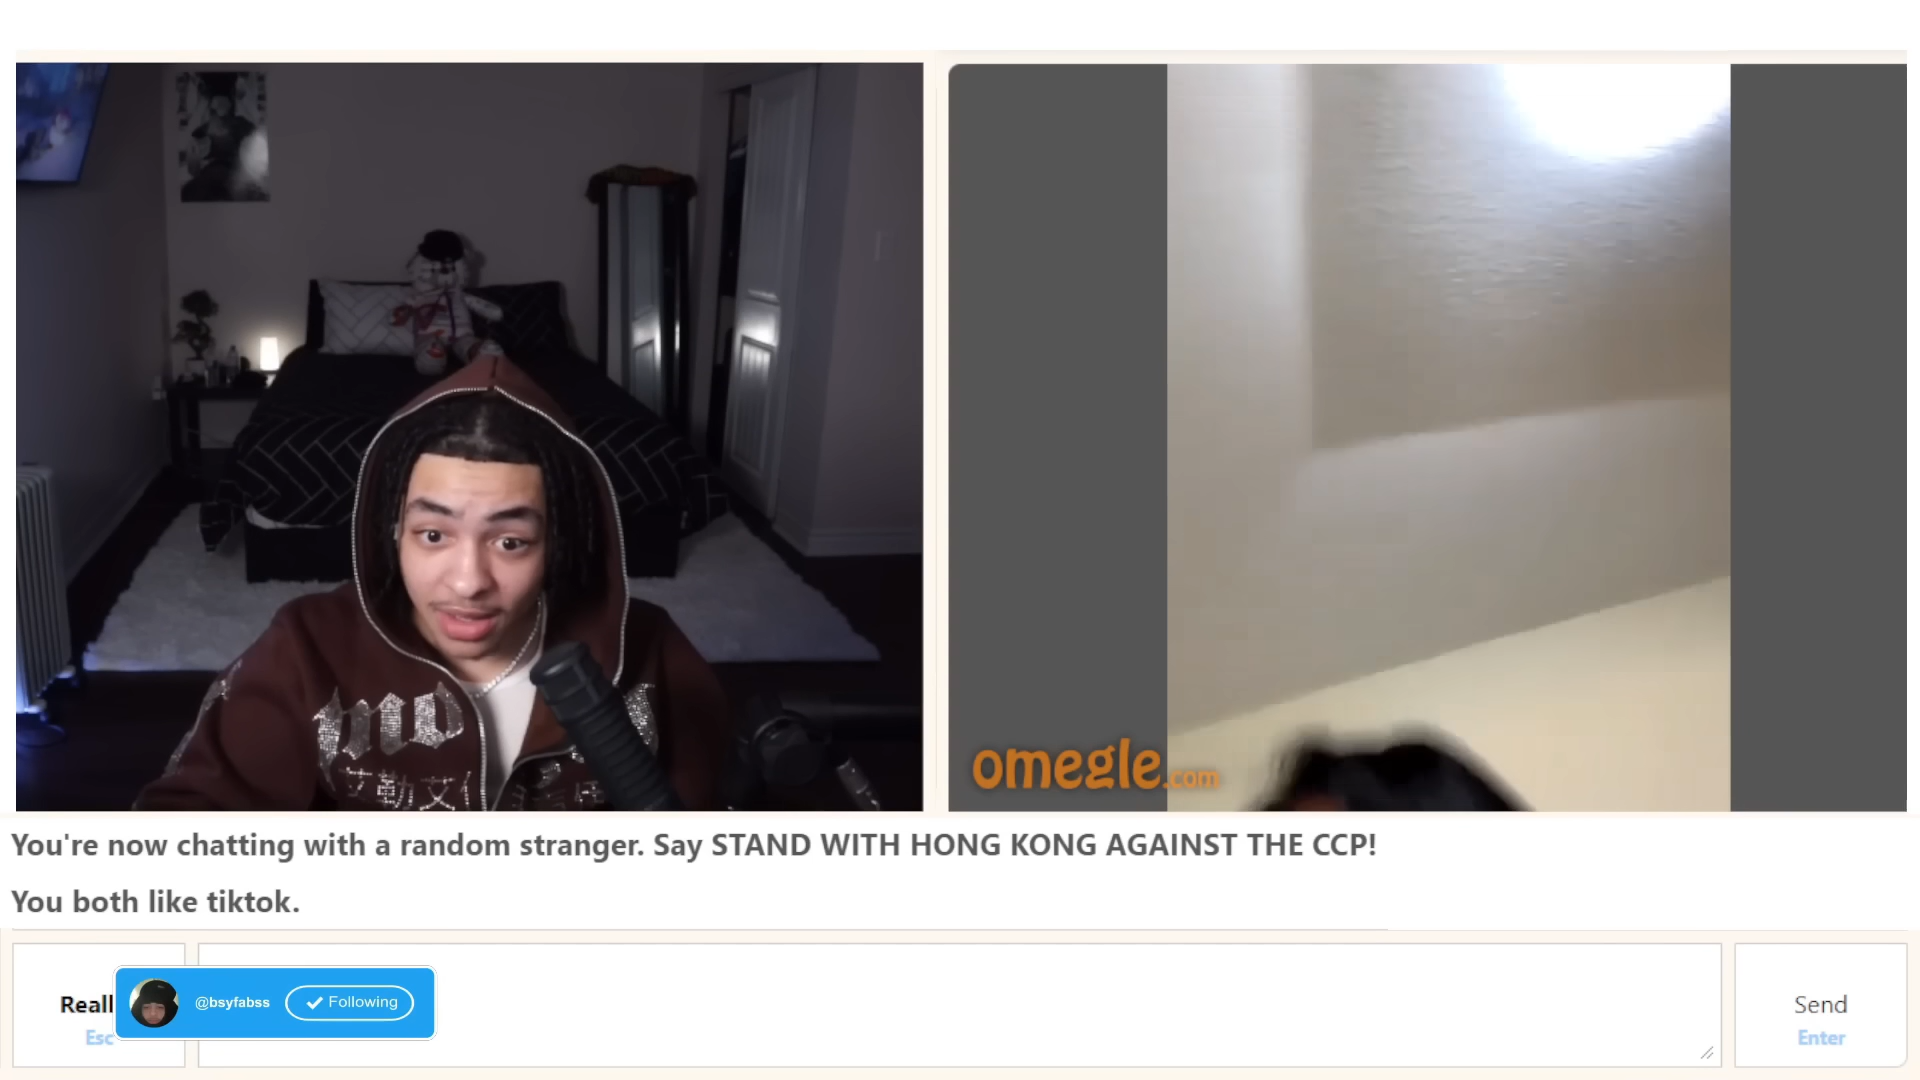 omegle.com
You're now chatting with a random stranger. Say STAND WITH HONG KONG AGAINST THE CCP!
You both like tiktok.
Reall
Esc
@bsyfabss
Following
Send
Enter